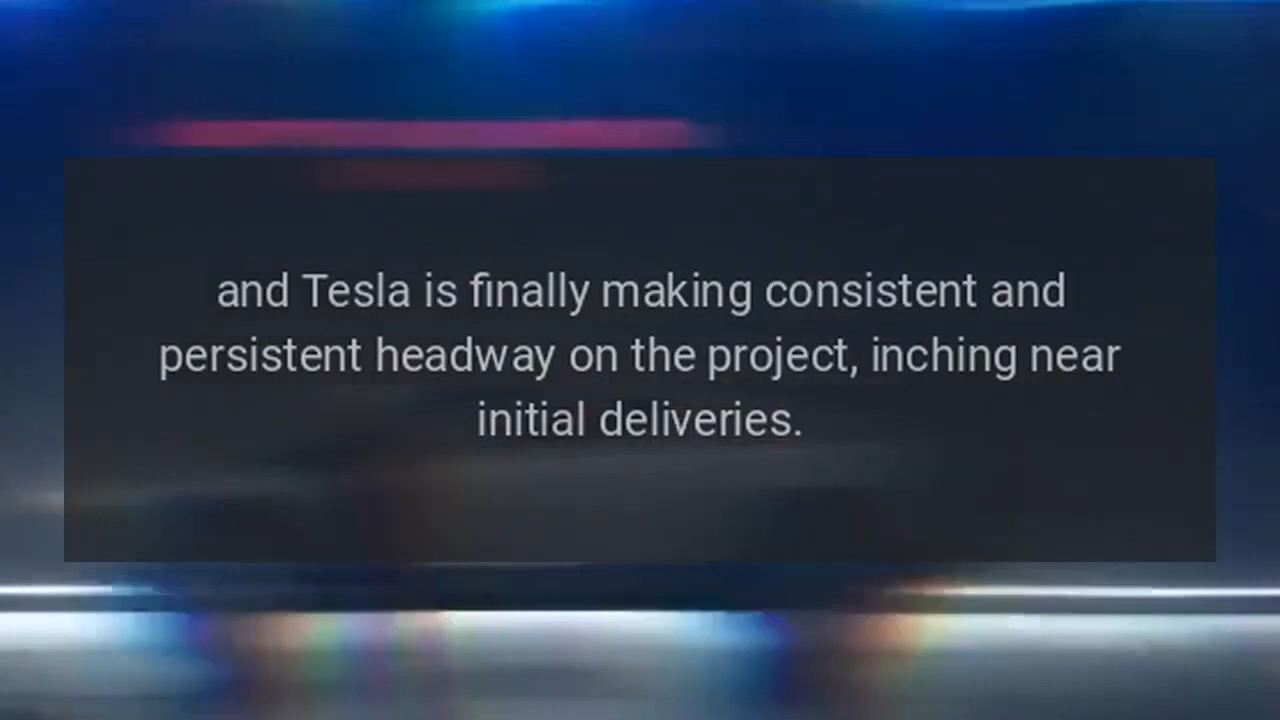 and Tesla is finally making consistent and
persistent headway on the project, inching near
initial deliveries.